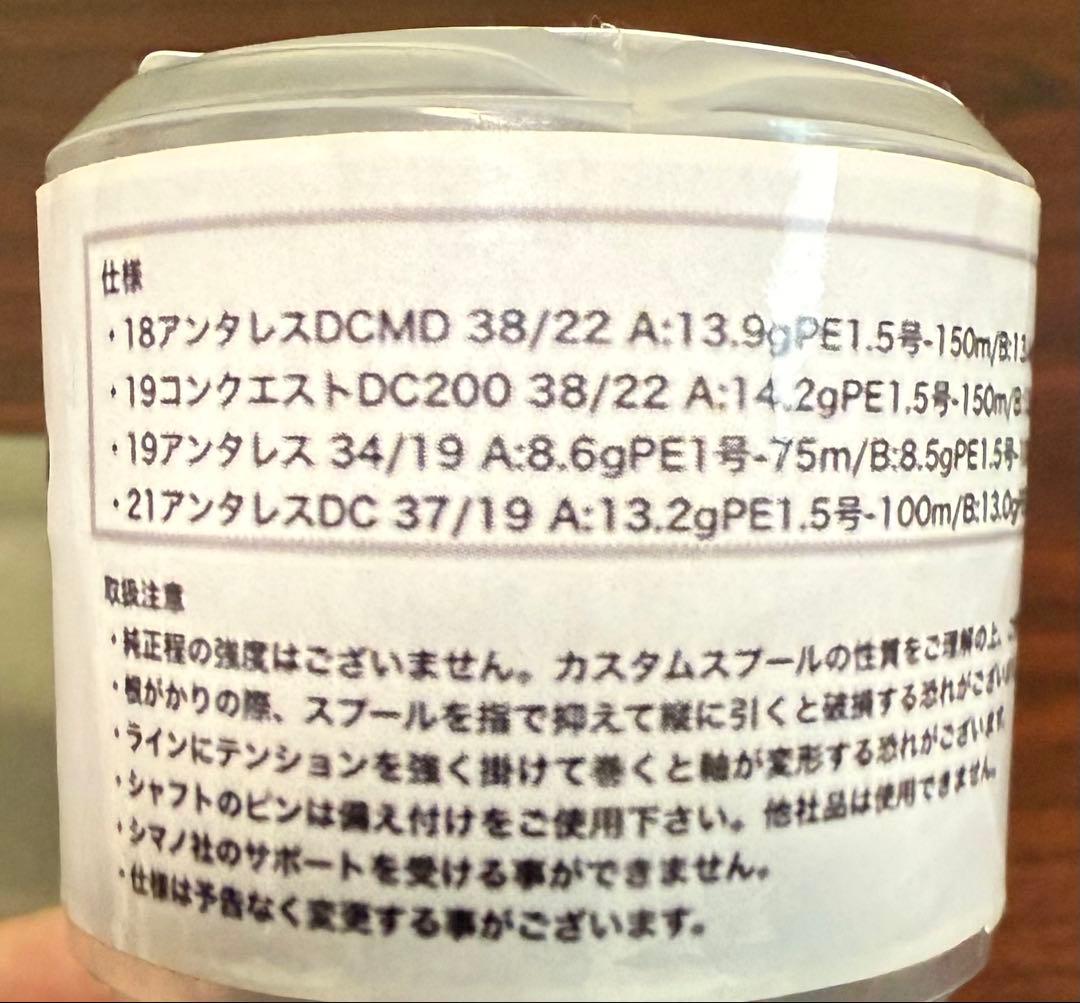 仕様
・18アンタレスDCMD 38/22 A:13.9gPE1.5号-150m/B:13.
・19コンクエストDC200 38/22 A:14.2gPE1.5号-150m/B:
・19アンタレス 34/19 A:8.6gPE1号-75m/B:8.5gPE1.5号-
・21アンタレスDC 37/19 A:13.2gPE1.5号-100m/B:13.0g
取扱注意
・純正程の強度はございません。カスタムスプールの性質をご理解の上、
・根がかりの際、スプールを指で抑えて縦に引くと破損する恐れがござい
・ラインにテンションを強く掛けて巻くと軸が変形する恐れがございます
・シャフトのピンは備え付けをご使用下さい。他社品は使用できません。
・シマノ社のサポートを受ける事ができません。
・仕様は予告なく変更する事がございます。